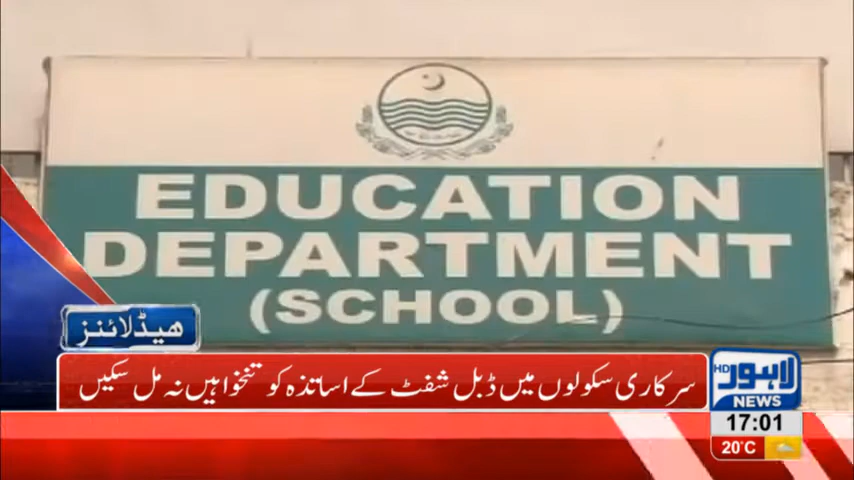 EDUCATION
DEPARTMENT
(SCHOOL)
ھیڈلائنز
سرکاری سکولوں میں ڈبل شفٹ کے اساتذہ کو تنخواہیں نہ مل سکیں
HD لاہور
NEWS
17:01
20°C